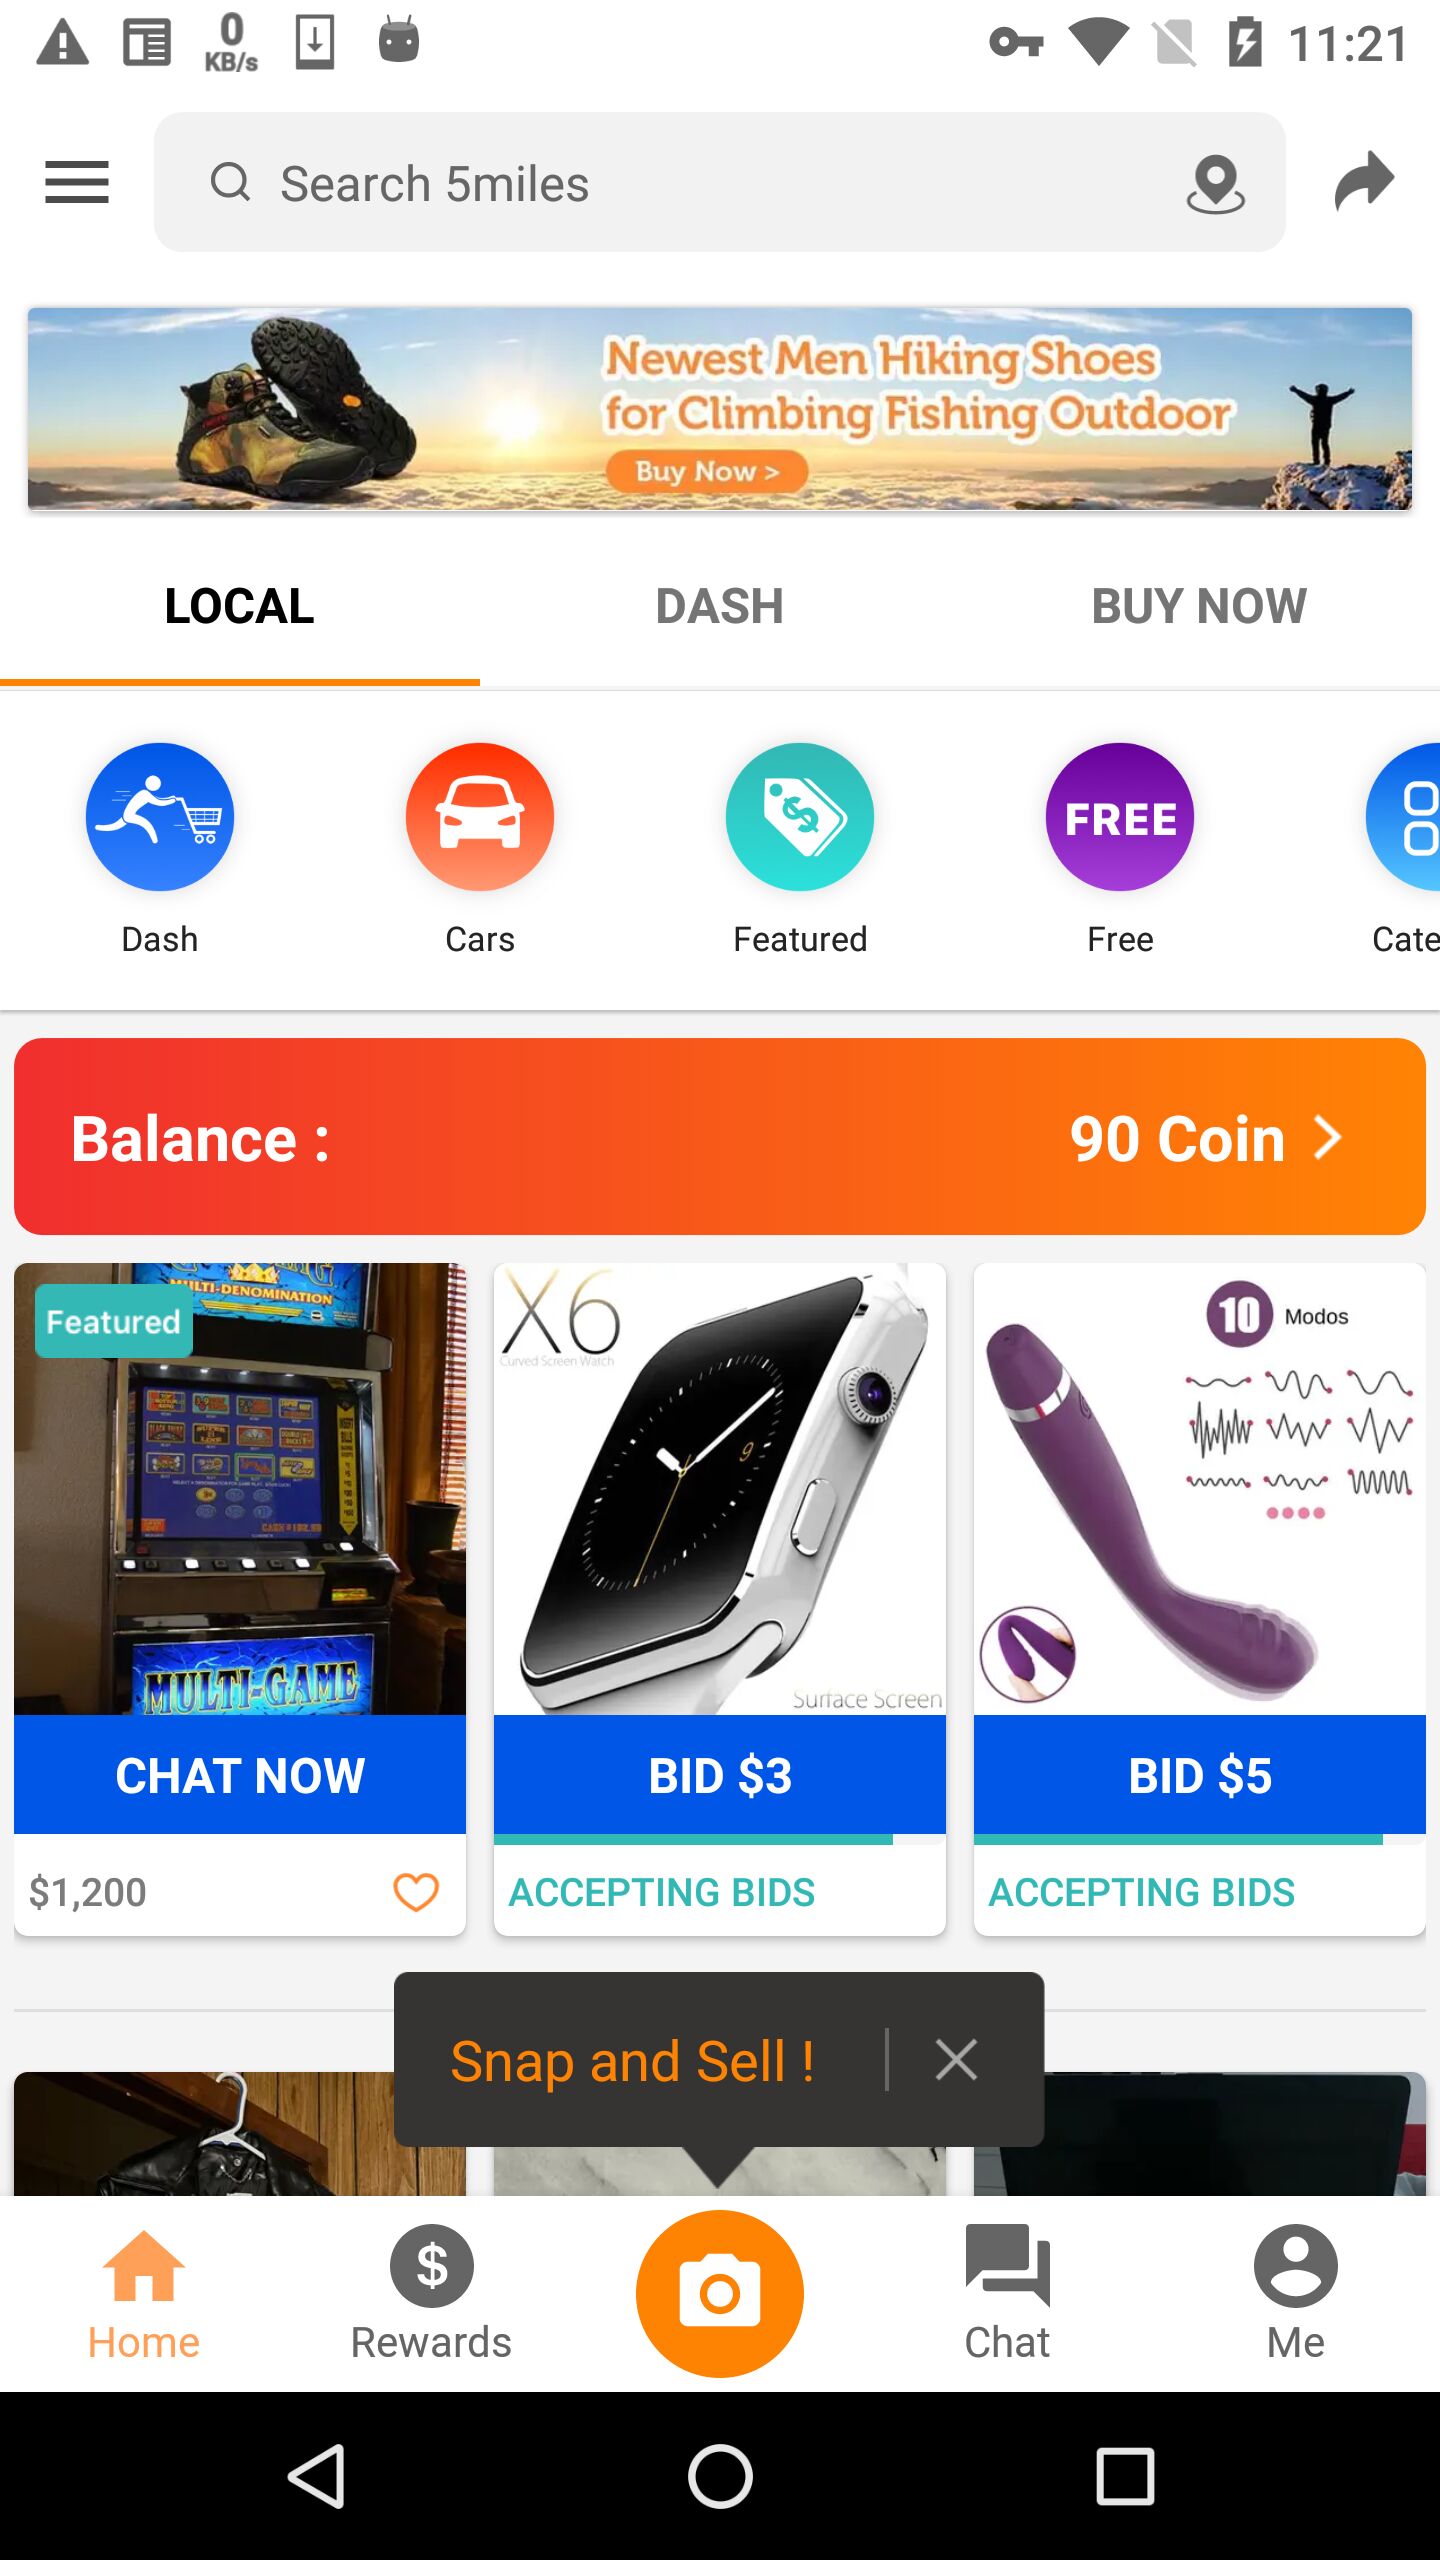 0
KB/s
11:21
Search 5miles
Newest Men Hiking Shoes
for Climbing Fishing Outdoor
Buy Now >
LOCAL
DASH
BUY NOW
FREE
Dash
Cars
Featured
Free
Cate
Balance :
90 Coin
Featured
MULTI-DENOMINATION
MULTI-GAME
X6
Curved Screen Watch
9
Surface Screen
10 Modos
CHAT NOW
BID $3
BID $5
$1,200
ACCEPTING BIDS
ACCEPTING BIDS
Snap and Sell !
Home
Rewards
Chat
Me